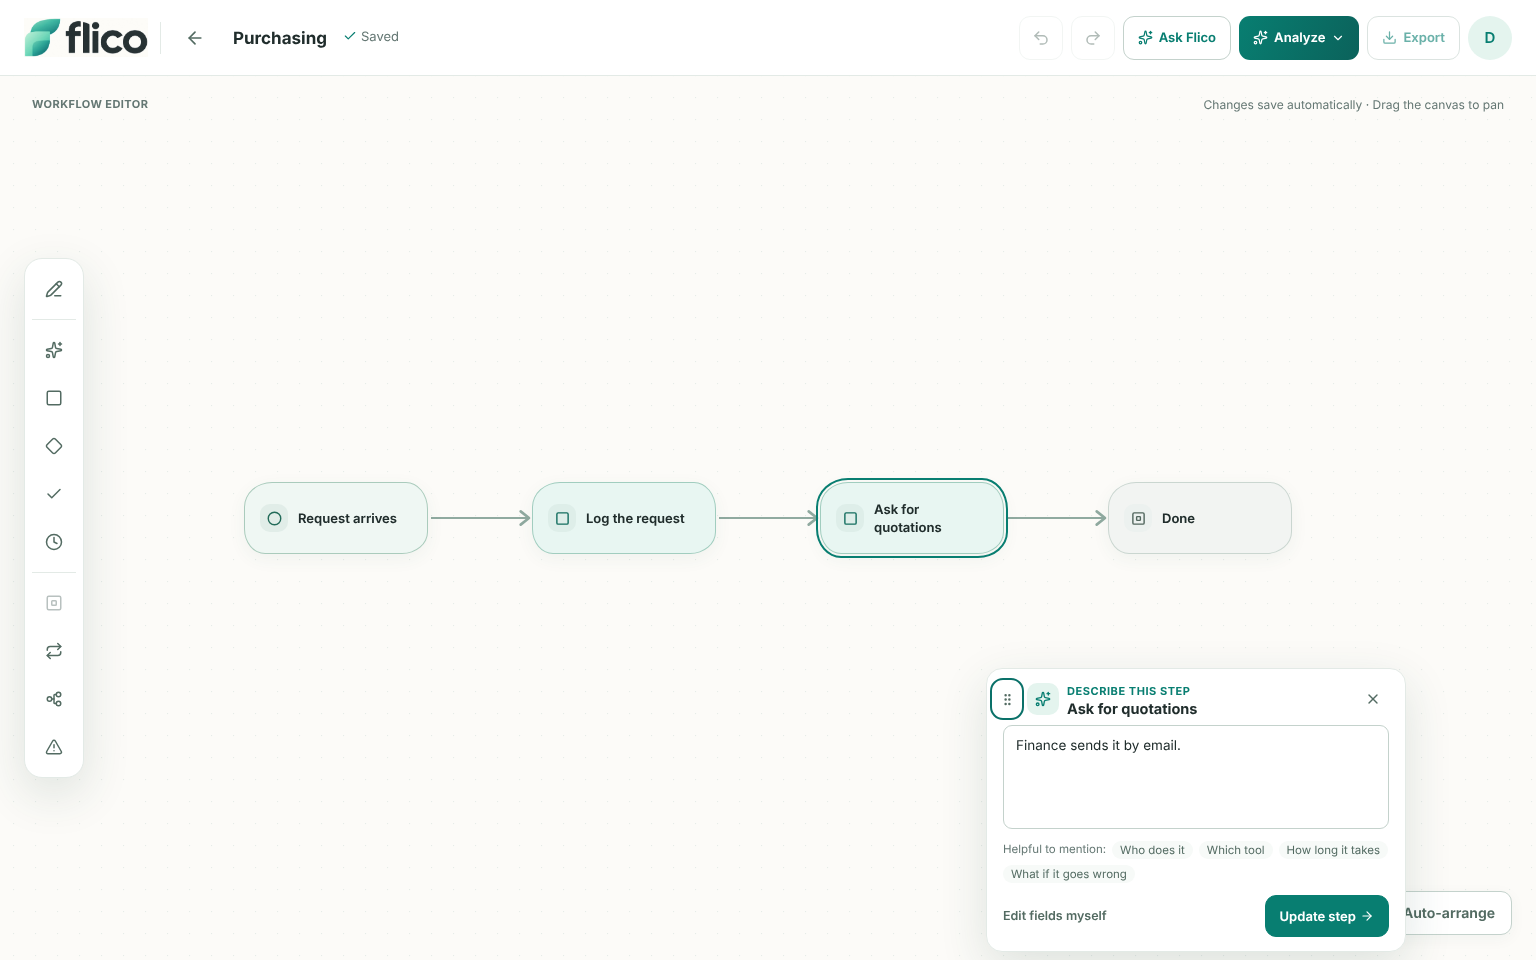 flico
Purchasing
Saved
Ask Flico
Analyze
Export
D
WORKFLOW EDITOR
Changes save automatically · Drag the canvas to pan
Request arrives
Log the request
Ask for
quotations
Done
DESCRIBE THIS STEP
Ask for quotations
Finance sends it by email.
Helpful to mention: Who does it Which tool How long it takes
What if it goes wrong
Edit fields myself
Update step →
Auto-arrange